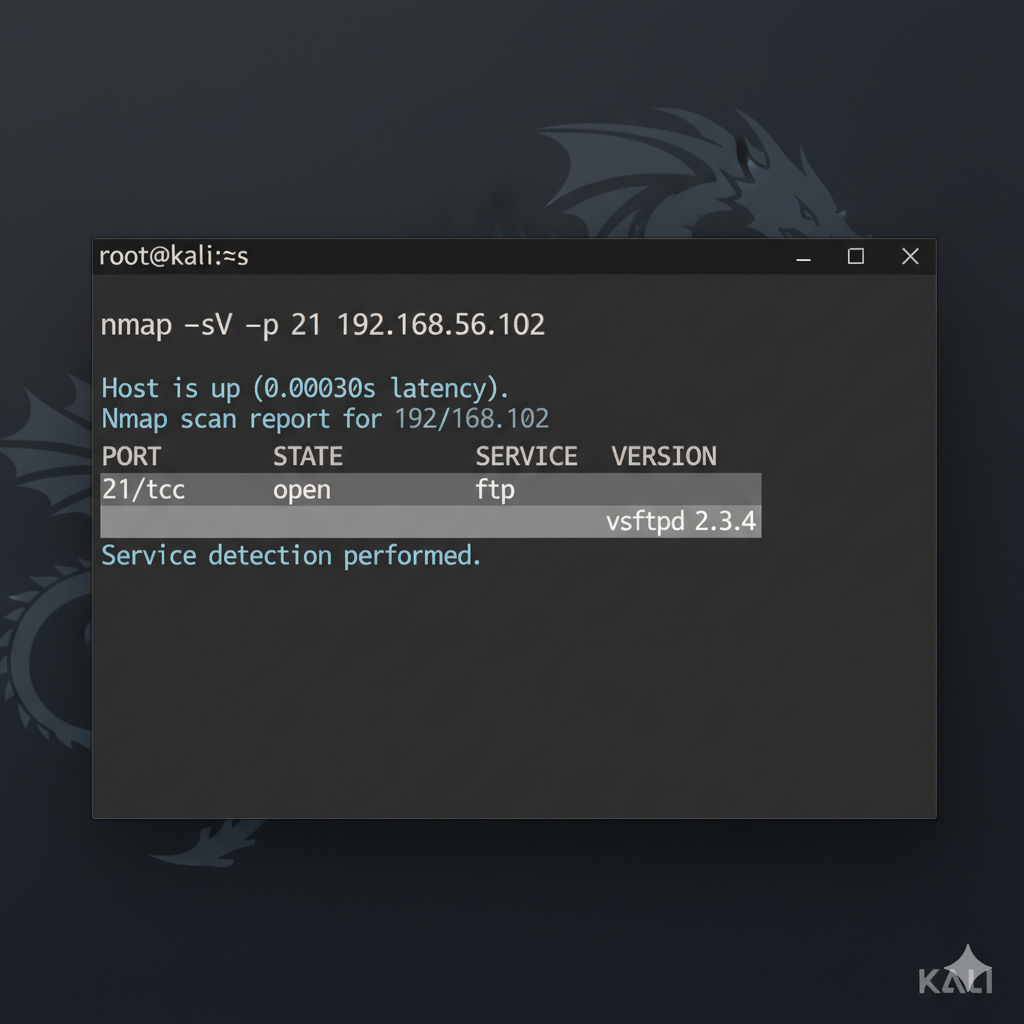 root@kali:≈s
nmap –sV –p 21 192.168.56.102
Host is up (0.00030s latency).
Nmap scan report for 192/168.102
PORT STATE SERVICE VERSION
21/tcc open ftp
vsftpd 2.3.4
Service detection performed.
KALI